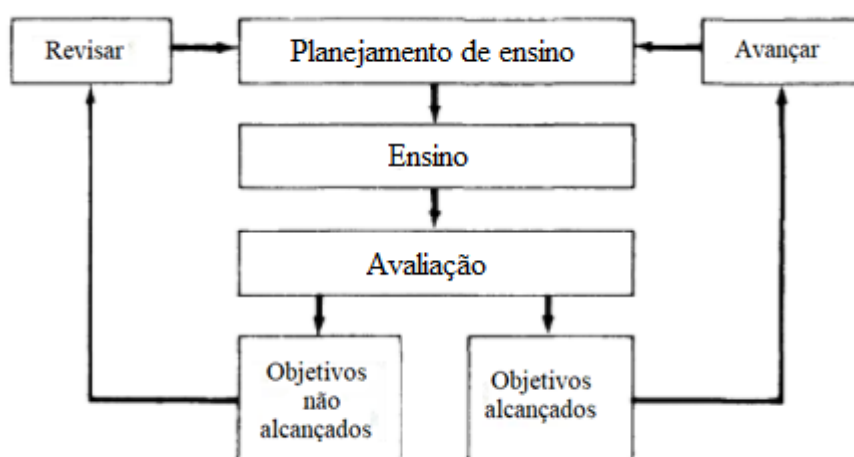 Revisar
Planejamento de ensino
Avançar
Ensino
Avaliação
Objetivos
não
alcançados
Objetivos
alcançados